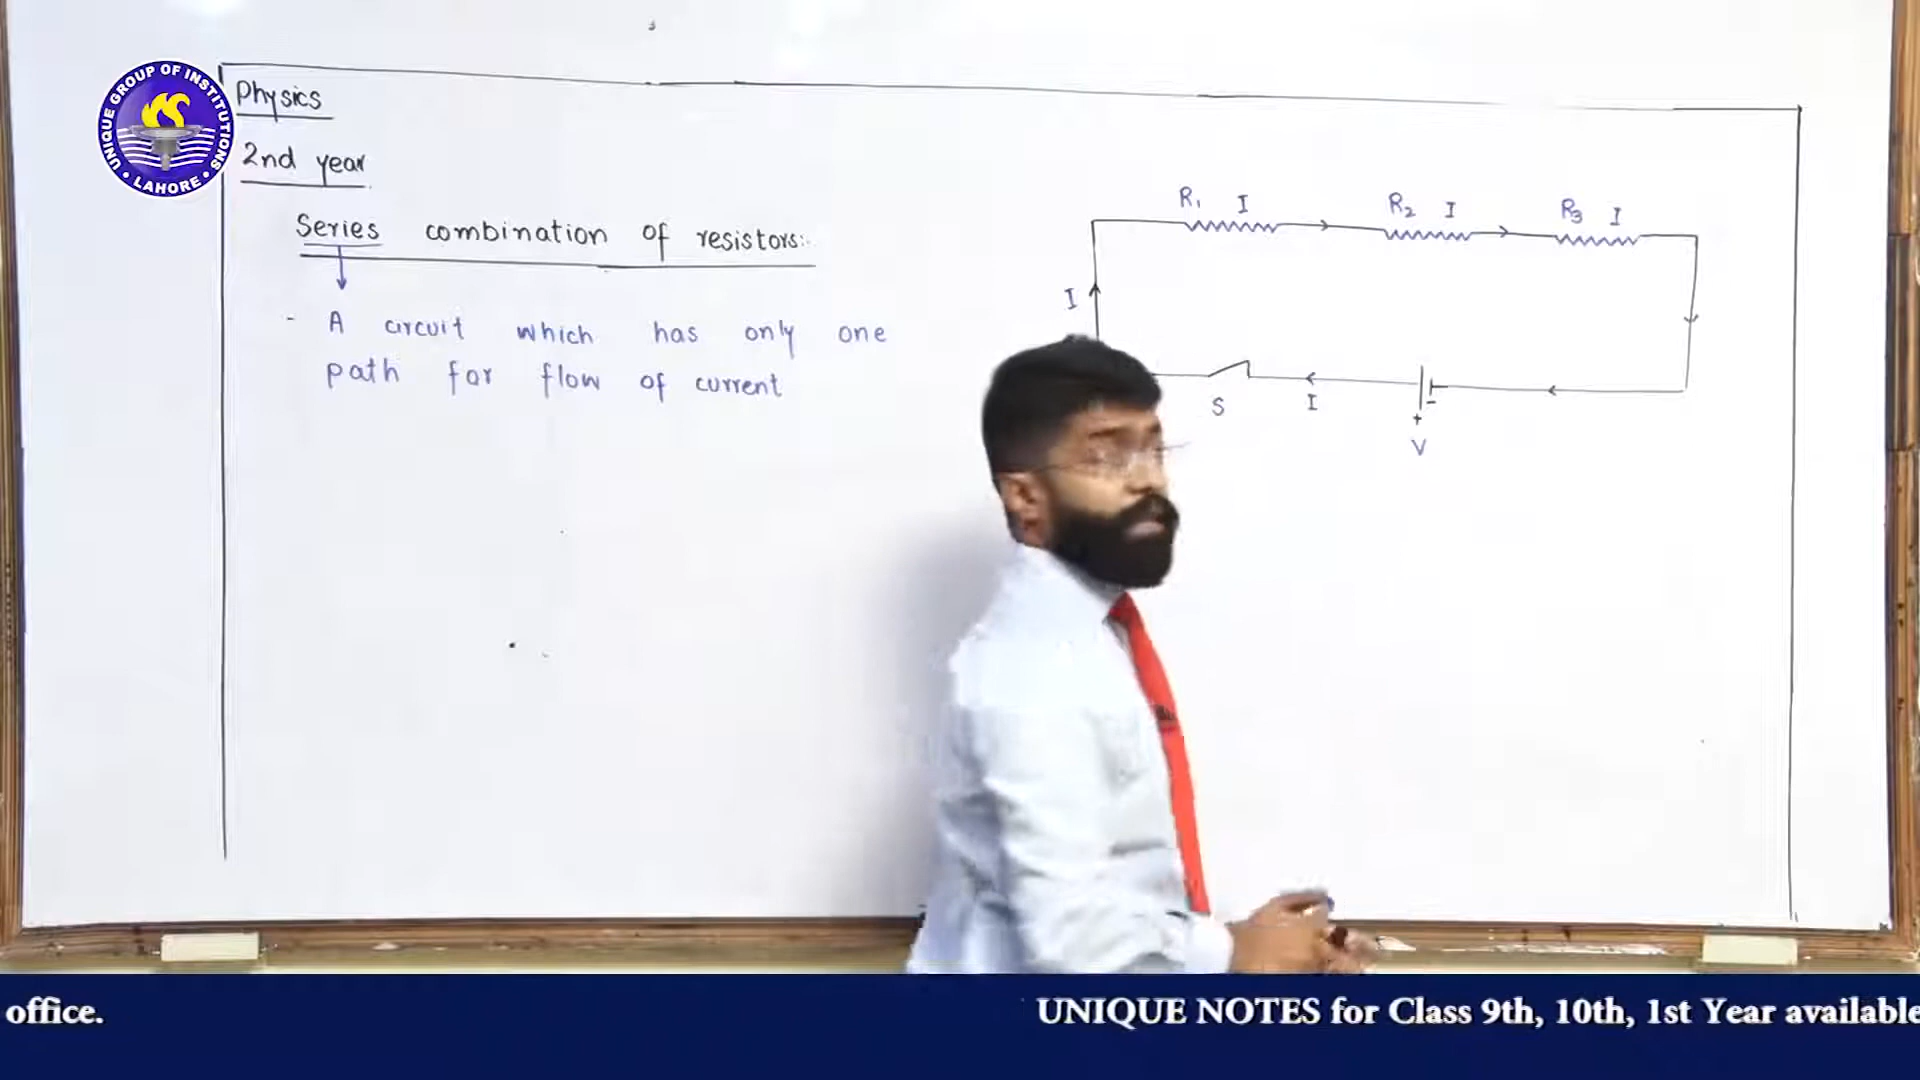 UNIQUE GROUP OF INSTITUTIONS
• LAHORE •
Physics
2nd year
Series combination of resistors:-
- A circuit which has only one
path for flow of current
R1 I R2 I R3 I
I
S I + -
V
office. UNIQUE NOTES for Class 9th, 10th, 1st Year available